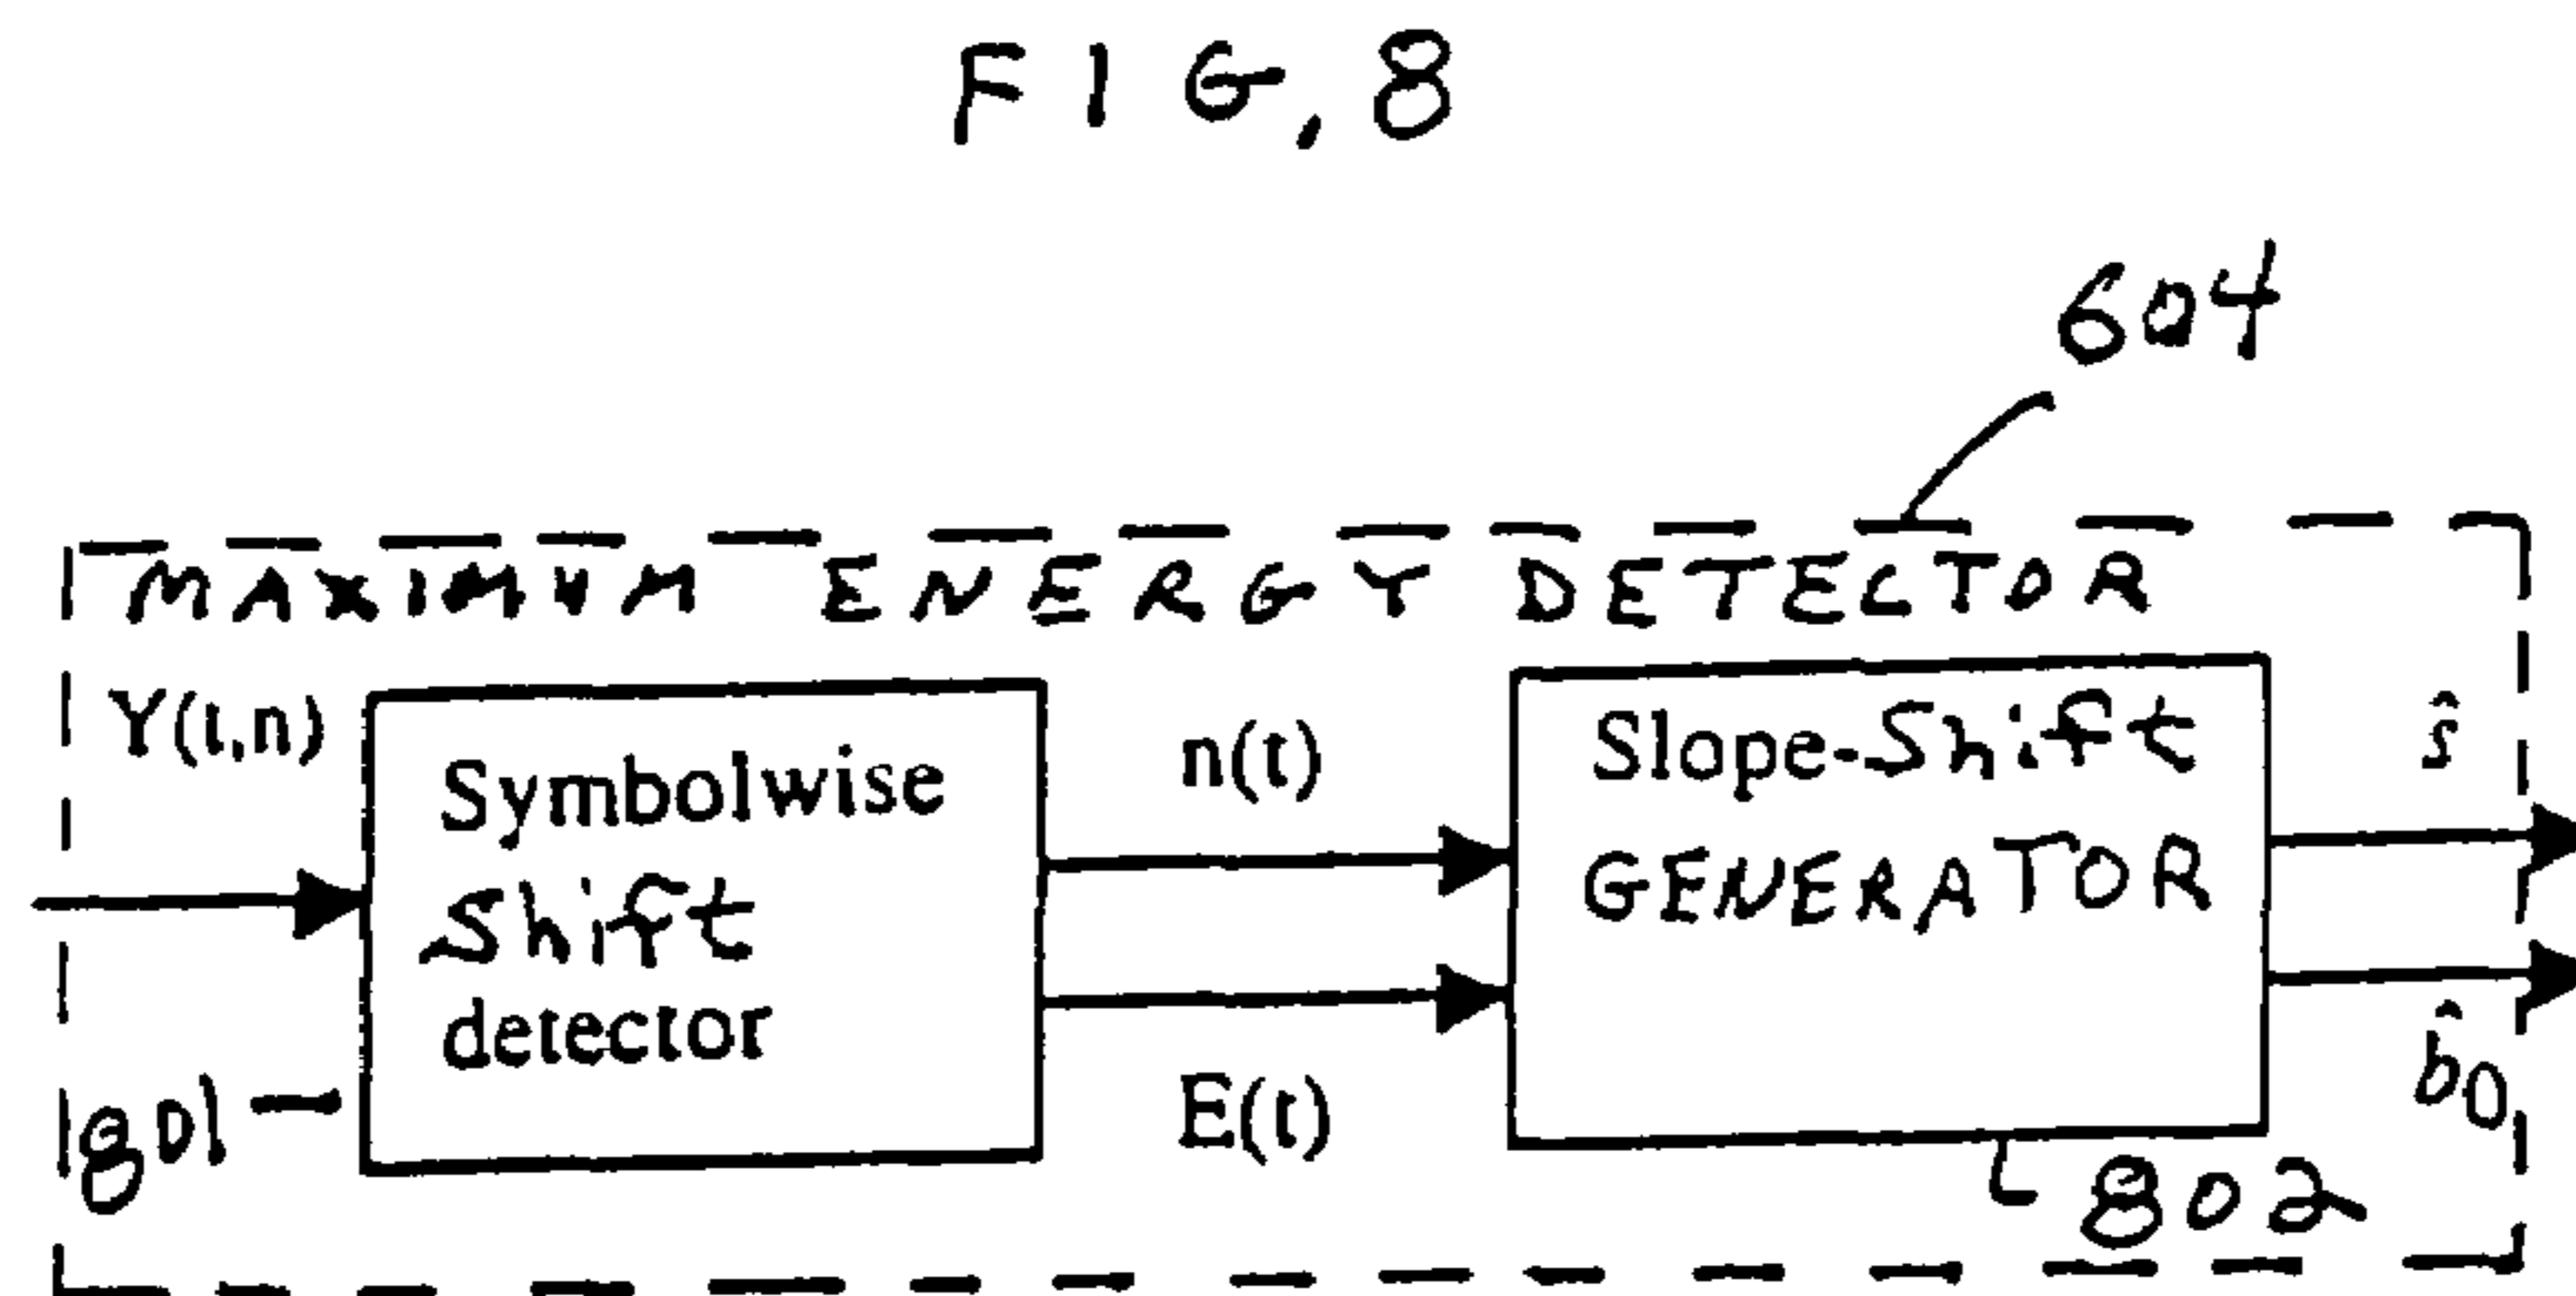 FIG. 8
604
MAXIMUM ENERGY DETECTOR
Y(t,n)
Symbolwise
Shift
detector
801
n(t)
E(t)
Slope-Shift
GENERATOR
ŝ
b̂0
802